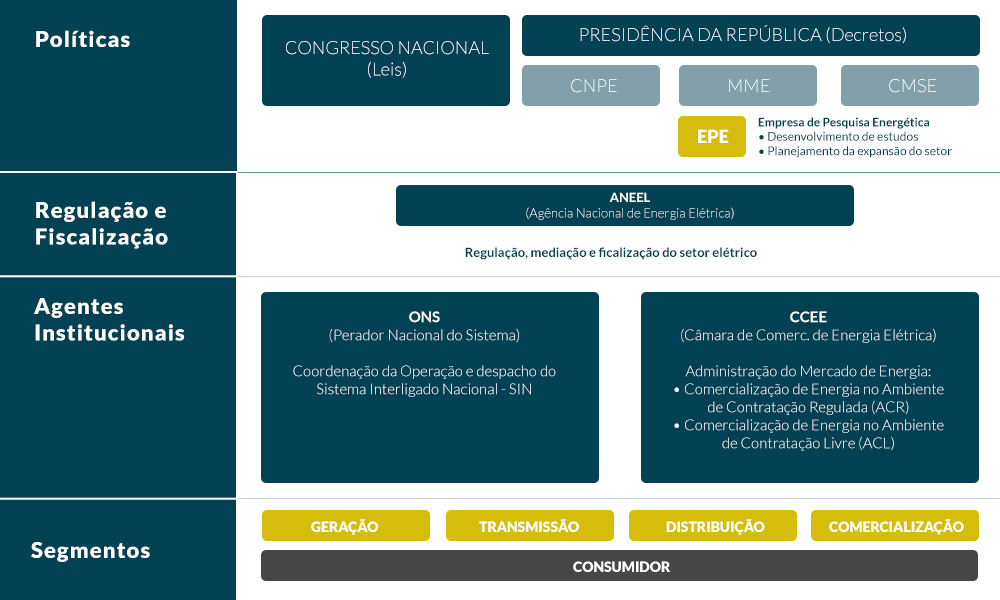 Políticas
CONGRESSO NACIONAL
(Leis)
PRESIDÊNCIA DA REPÚBLICA (Decretos)
CNPE
MME
CMSE
EPE
Empresa de Pesquisa Energética
• Desenvolvimento de estudos
• Planejamento da expansão do setor
Regulação e
Fiscalização
ANEEL
(Agência Nacional de Energia Elétrica)
Regulação, mediação e ficalização do setor elétrico
Agentes
Institucionais
ONS
(Perador Nacional do Sistema)
Coordenação da Operação e despacho do
Sistema Interligado Nacional - SIN
CCEE
(Câmara de Comerc. de Energia Elétrica)
Administração do Mercado de Energia:
• Comercialização de Energia no Ambiente
de Contratação Regulada (ACR)
• Comercialização de Energia no Ambiente
de Contratação Livre (ACL)
Segmentos
GERAÇÃO
TRANSMISSÃO
DISTRIBUIÇÃO
COMERCIALIZAÇÃO
CONSUMIDOR